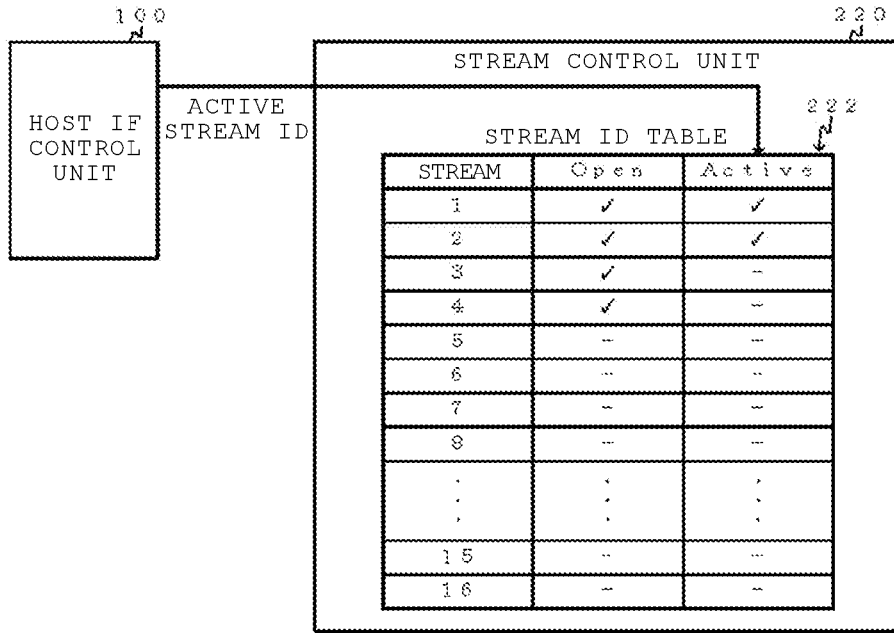 100
220
STREAM CONTROL UNIT
HOST IF
CONTROL
UNIT
ACTIVE
STREAM ID
222
STREAM ID TABLE
STREAM Open Active
1 ✓ ✓
2 ✓ ✓
3 ✓ -
4 ✓ -
5 - -
6 - -
7 - -
8 - -
. . .
. . .
. . .
15 - -
16 - -